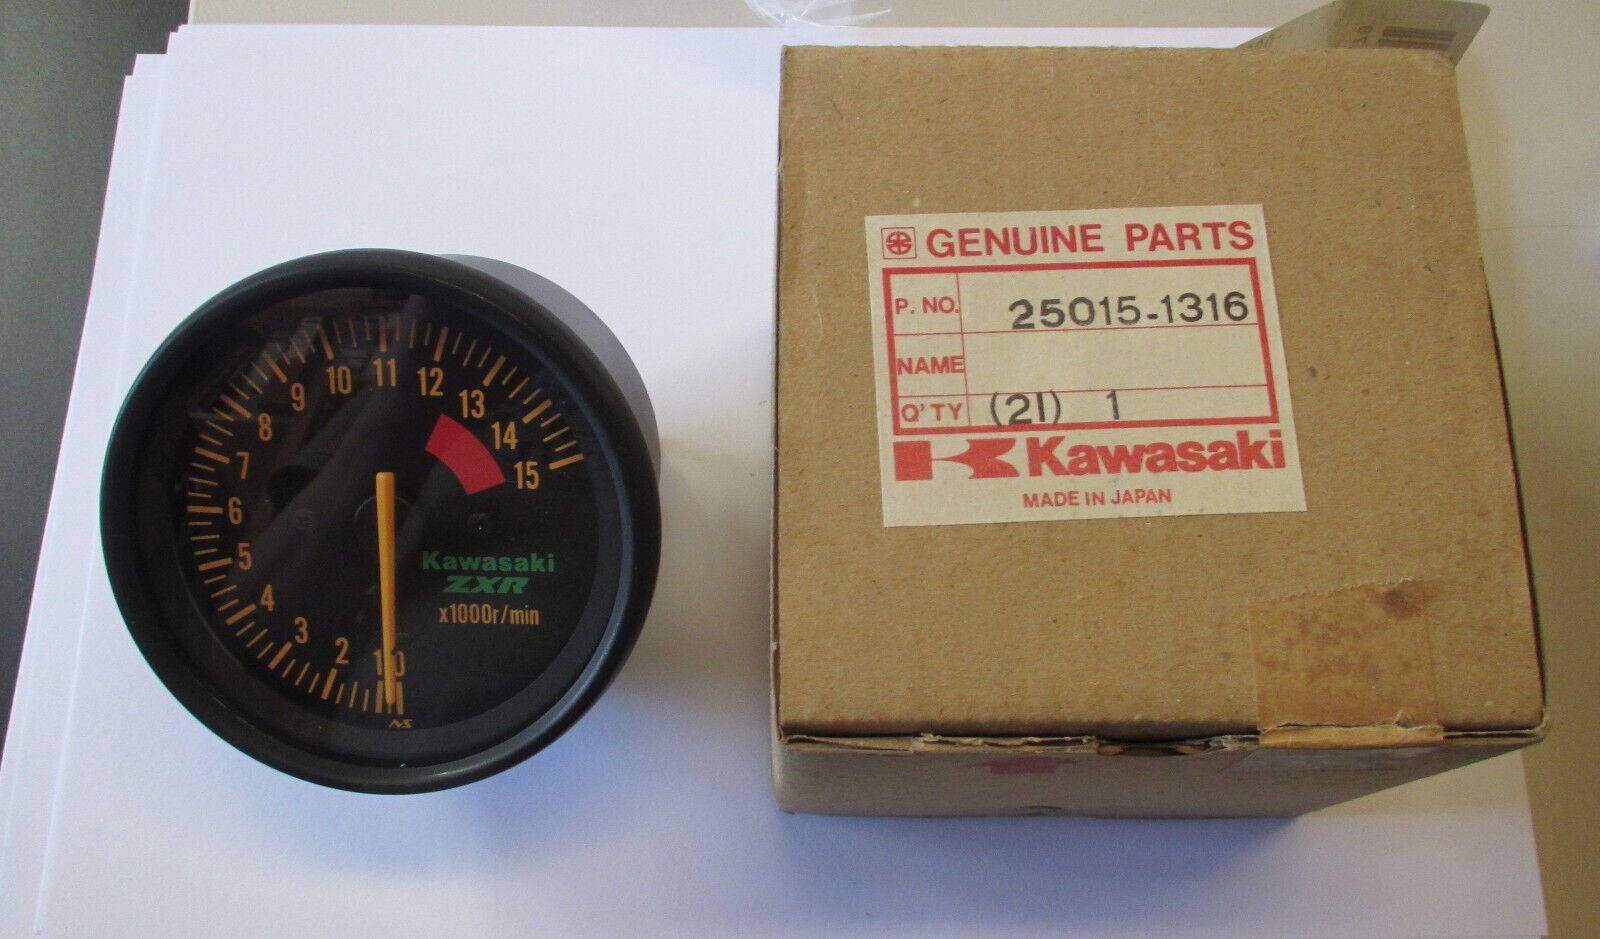 11
10
12
9
13
8
14
7
15
6
5
4
3
2
1 0
Kawasaki
ZXR
x1000r/min
NS
GENUINE PARTS
P. NO. 25015-1316
NAME
Q'TY (21) 1
Kawasaki
MADE IN JAPAN